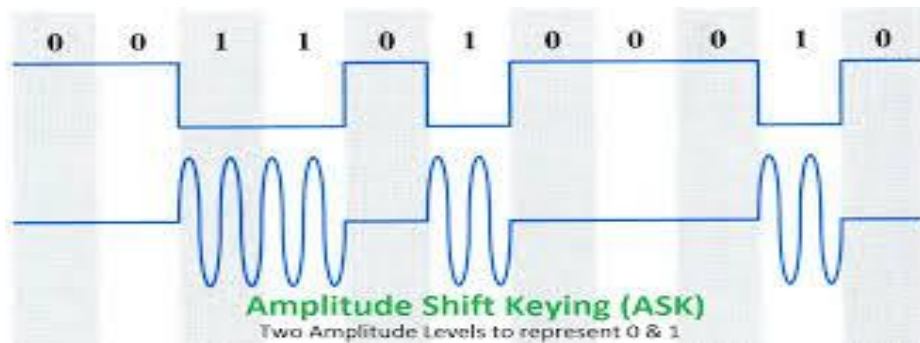 0 0 1 1 0 1 0 0 0 1 0
Amplitude Shift Keying (ASK)
Two Amplitude Levels to represent 0 & 1